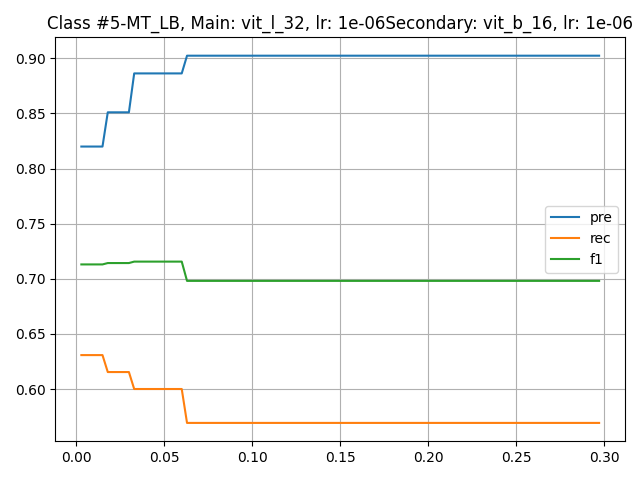 Class #5-MT_LB, Main: vit_l_32, lr: 1e-06Secondary: vit_b_16, lr: 1e-06
0.90
0.85
0.80
0.75
0.70
0.65
0.60
pre
rec
f1
0.00 0.05 0.10 0.15 0.20 0.25 0.30